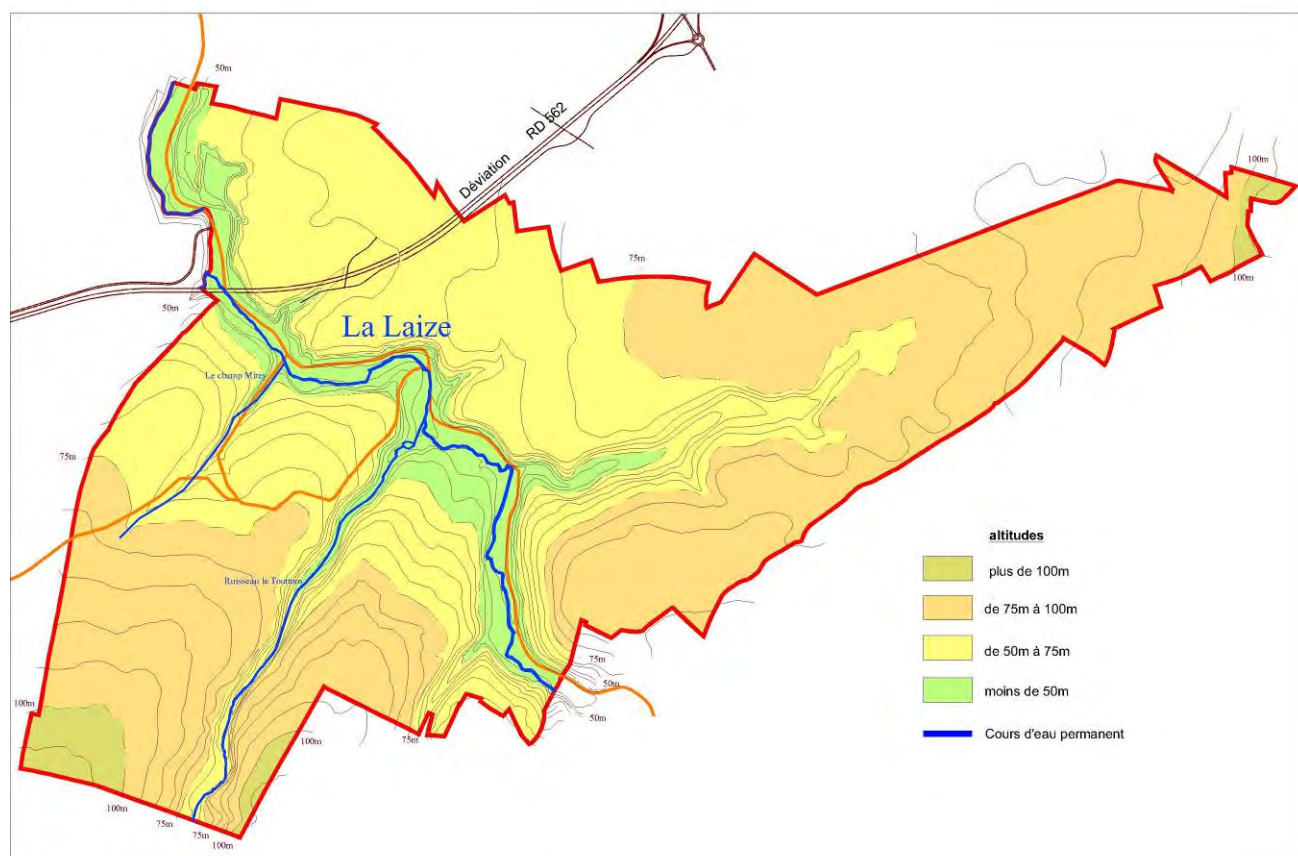 50m
RD 562
Déviation
100m
100m
75m
50m
La Laize
Le champ Mirey
75m
altitudes
plus de 100m
de 75m à 100m
de 50m à 75m
moins de 50m
Cours d'eau permanent
Ruisseau le
75m
50m
50m
100m
75m
100m
100m
75m
75m
100m